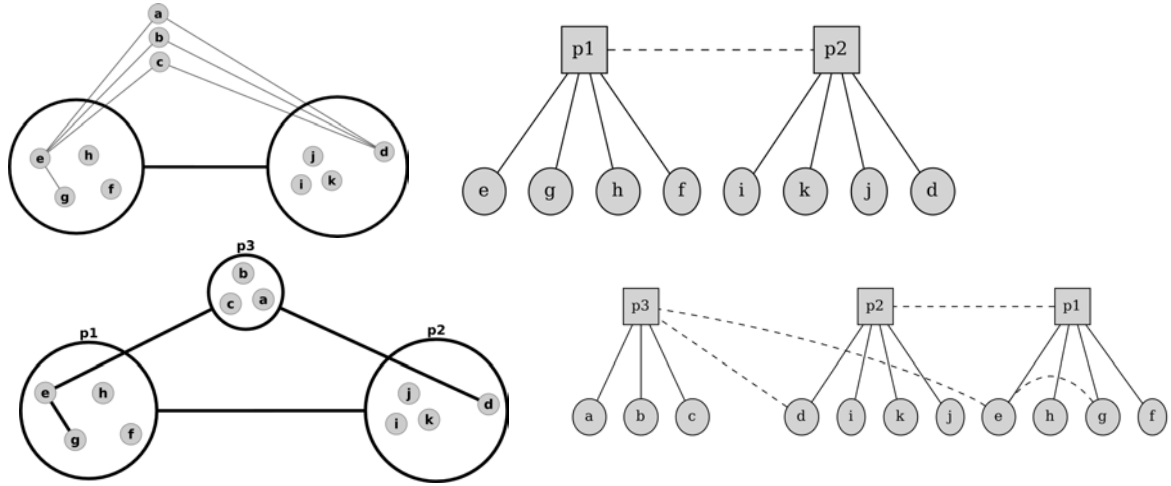 a
b
c
e h
g f
j
i k
d
p1 p2
e g h f i k j d
p3
b
c a
p1
e h
g f
p2
j
i k
d
p3 p2 p1
a b c d i k j e h g f